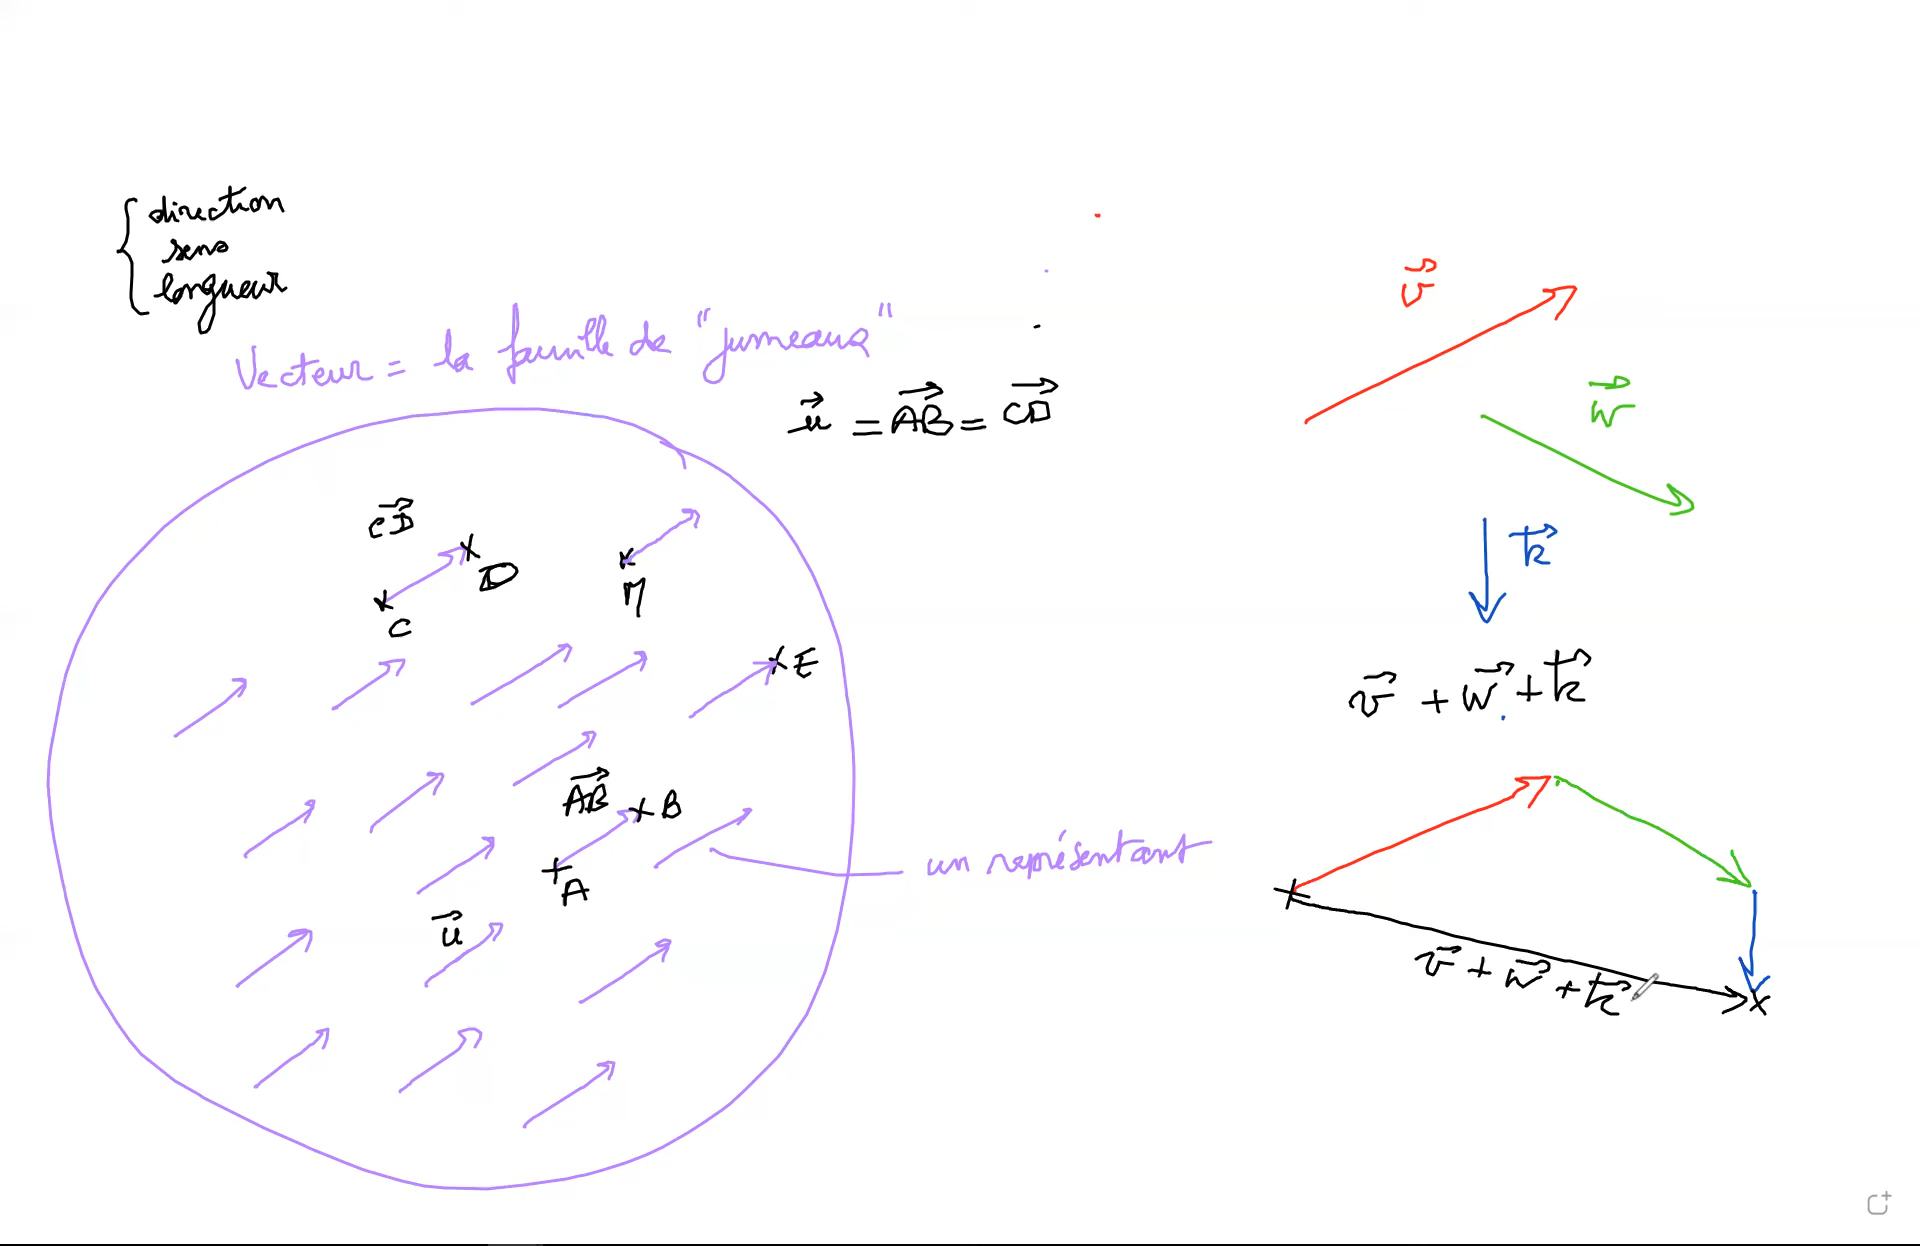 direction
sens
longueur
Vecteur = la famille de "jumeaux"
u⃗ = AB⃗ = CD⃗
CD⃗
D
C
M
E
AB⃗
B
A
u⃗
un représentant
v⃗
w⃗
k⃗
v⃗ + w⃗ + k⃗
v⃗ + w⃗ + k⃗